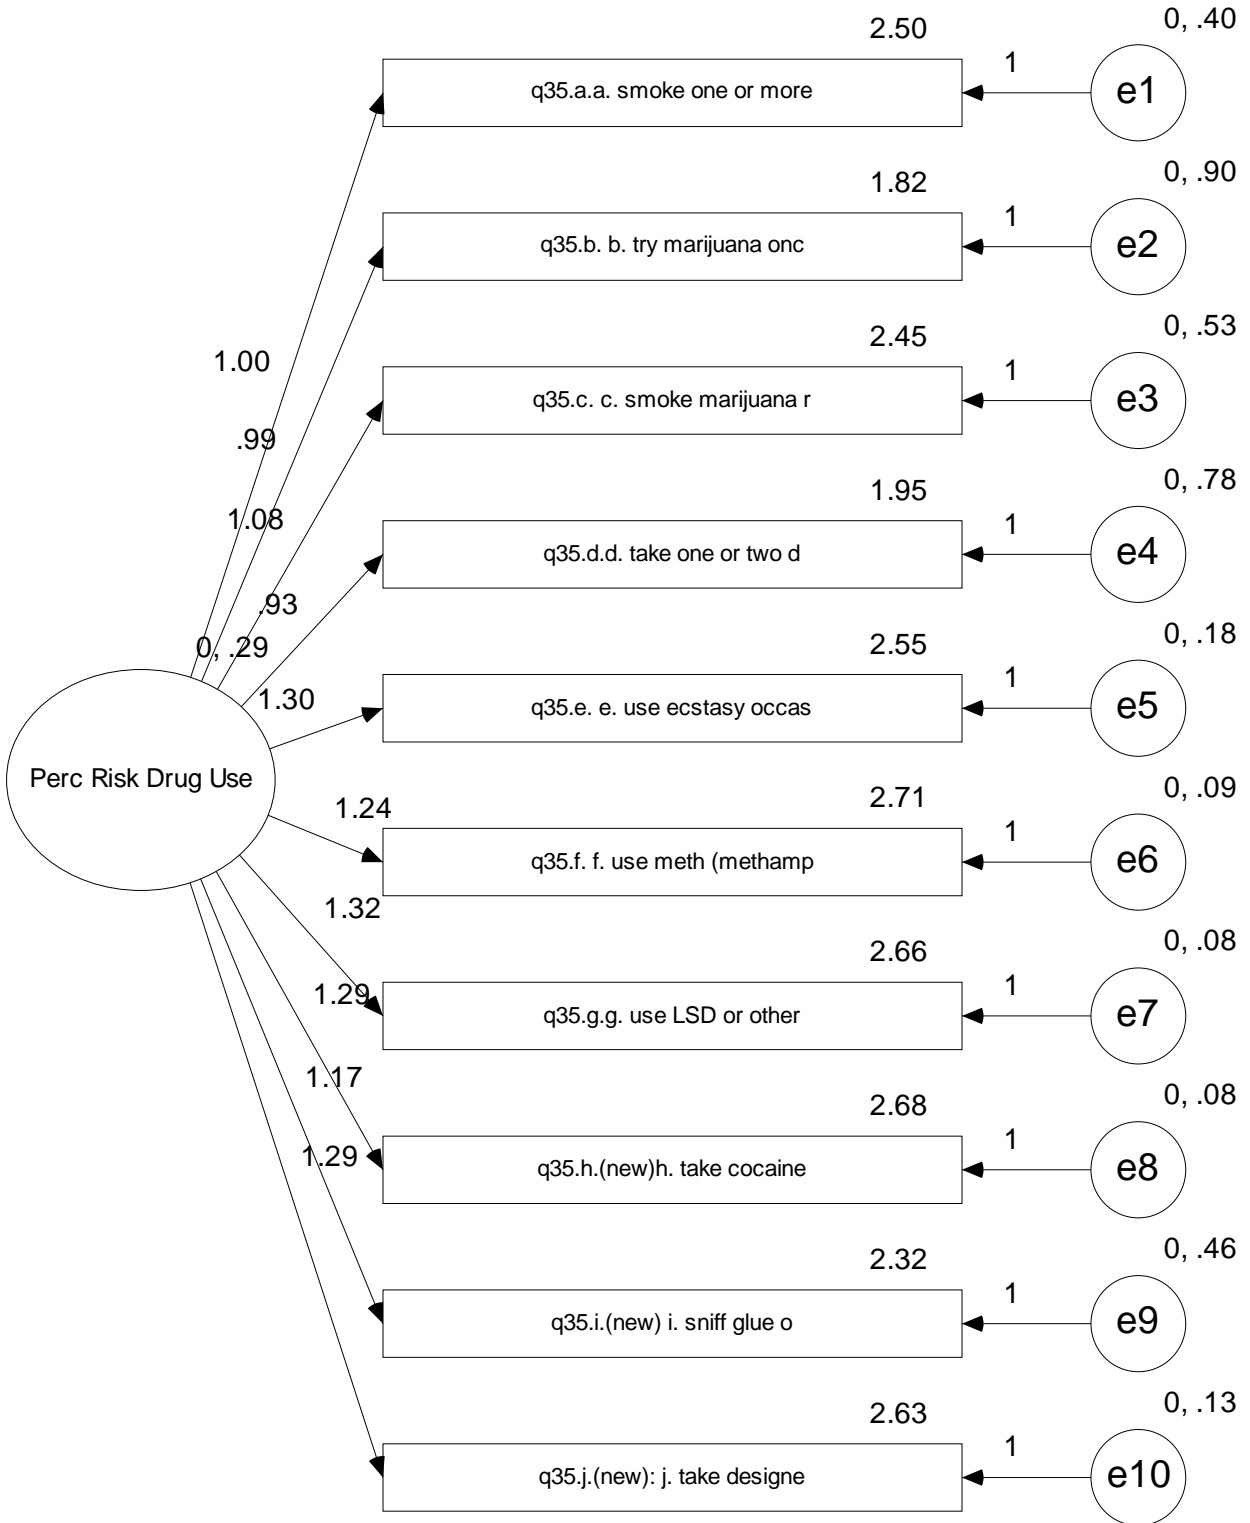 0, .40
2.50
1
q35.a.a. smoke one or more
e1
0, .90
1.82
1
q35.b. b. try marijuana onc
e2
0, .53
2.45
1
1.00
q35.c. c. smoke marijuana r
e3
.99
0, .78
1.95
1
1.08
q35.d.d. take one or two d
e4
.93
0, .18
0, .29
2.55
1
1.30
q35.e. e. use ecstasy occas
e5
Perc Risk Drug Use
0, .09
2.71
1
1.24
q35.f. f. use meth (methamp
e6
1.32
0, .08
2.66
1
1.29
q35.g.g. use LSD or other
e7
1.17
0, .08
2.68
1
1.29
q35.h.(new)h. take cocaine
e8
0, .46
2.32
1
q35.i.(new) i. sniff glue o
e9
0, .13
2.63
1
q35.j.(new): j. take designe
e10